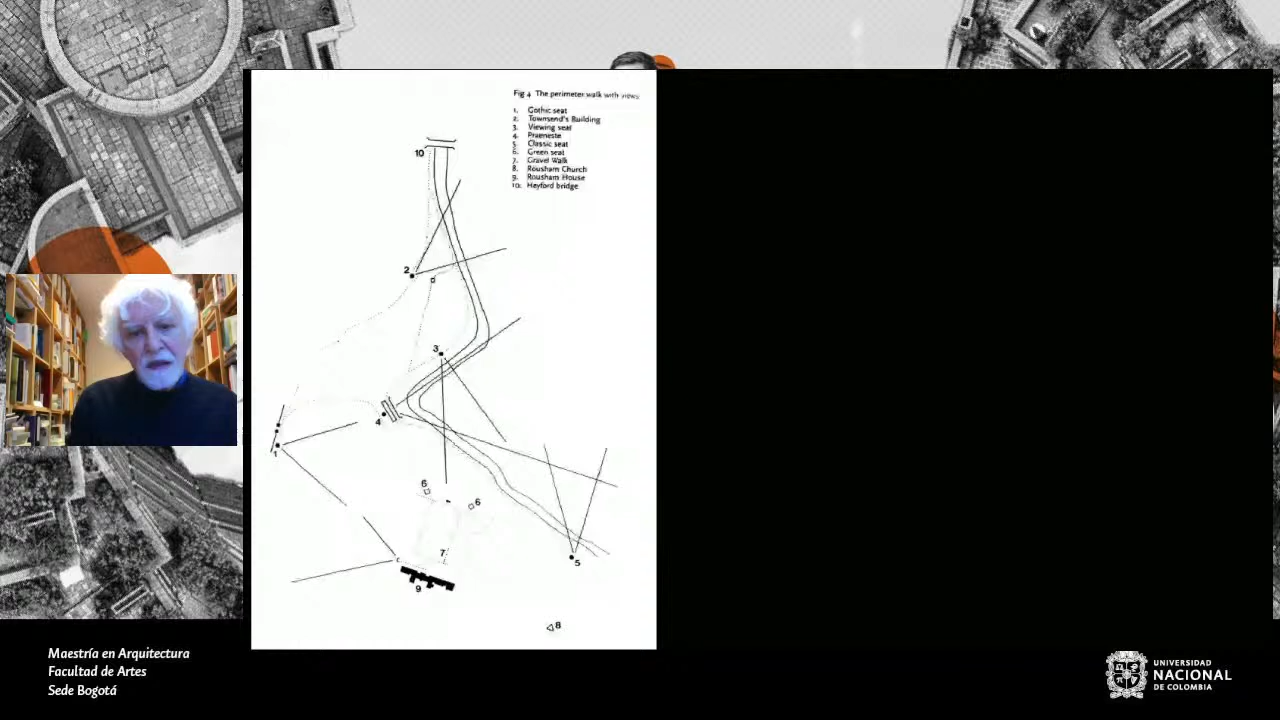 Fig 4 The perimeter walk with views
1. Gothic seat
2. Townsend's Building
3. Viewing seat
4. Praeneste
5. Classic seat
6. Green seat
7. Gravel Walk
8. Rousham Church
9. Rousham House
10. Heyford bridge
10
2
3
4
1
6
6
7
5
9
8
Maestría en Arquitectura
Facultad de Artes
Sede Bogotá
UNIVERSIDAD
NACIONAL
DE COLOMBIA